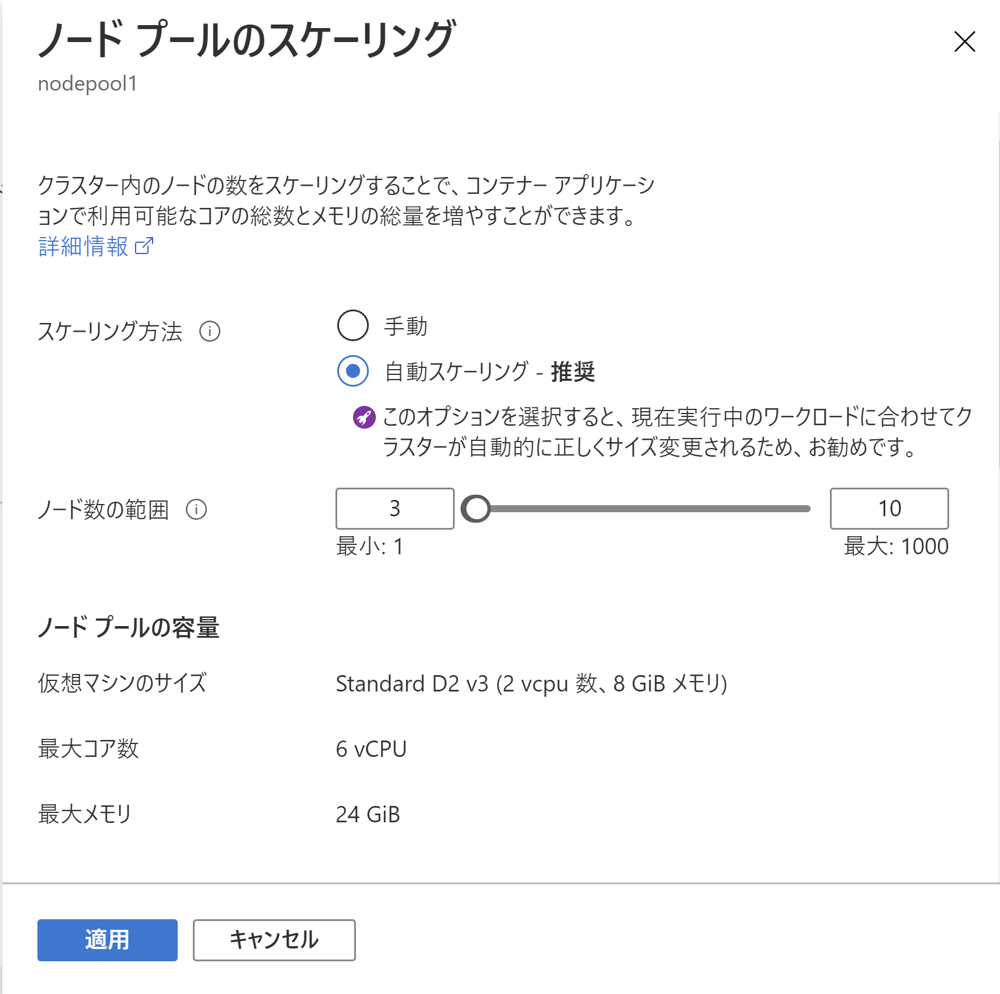 ノード プールのスケーリング
nodepool1
クラスター内のノードの数をスケーリングすることで、コンテナー アプリケーシ
ョンで利用可能なコアの総数とメモリの総量を増やすことができます。
詳細情報
スケーリング方法
手動
自動スケーリング - 推奨
このオプションを選択すると、現在実行中のワークロードに合わせてク
ラスターが自動的に正しくサイズ変更されるため、お勧めです。
ノード数の範囲
3
10
最小: 1
最大: 1000
ノード プールの容量
仮想マシンのサイズ
Standard D2 v3 (2 vcpu 数、8 GiB メモリ)
最大コア数
6 vCPU
最大メモリ
24 GiB
適用
キャンセル